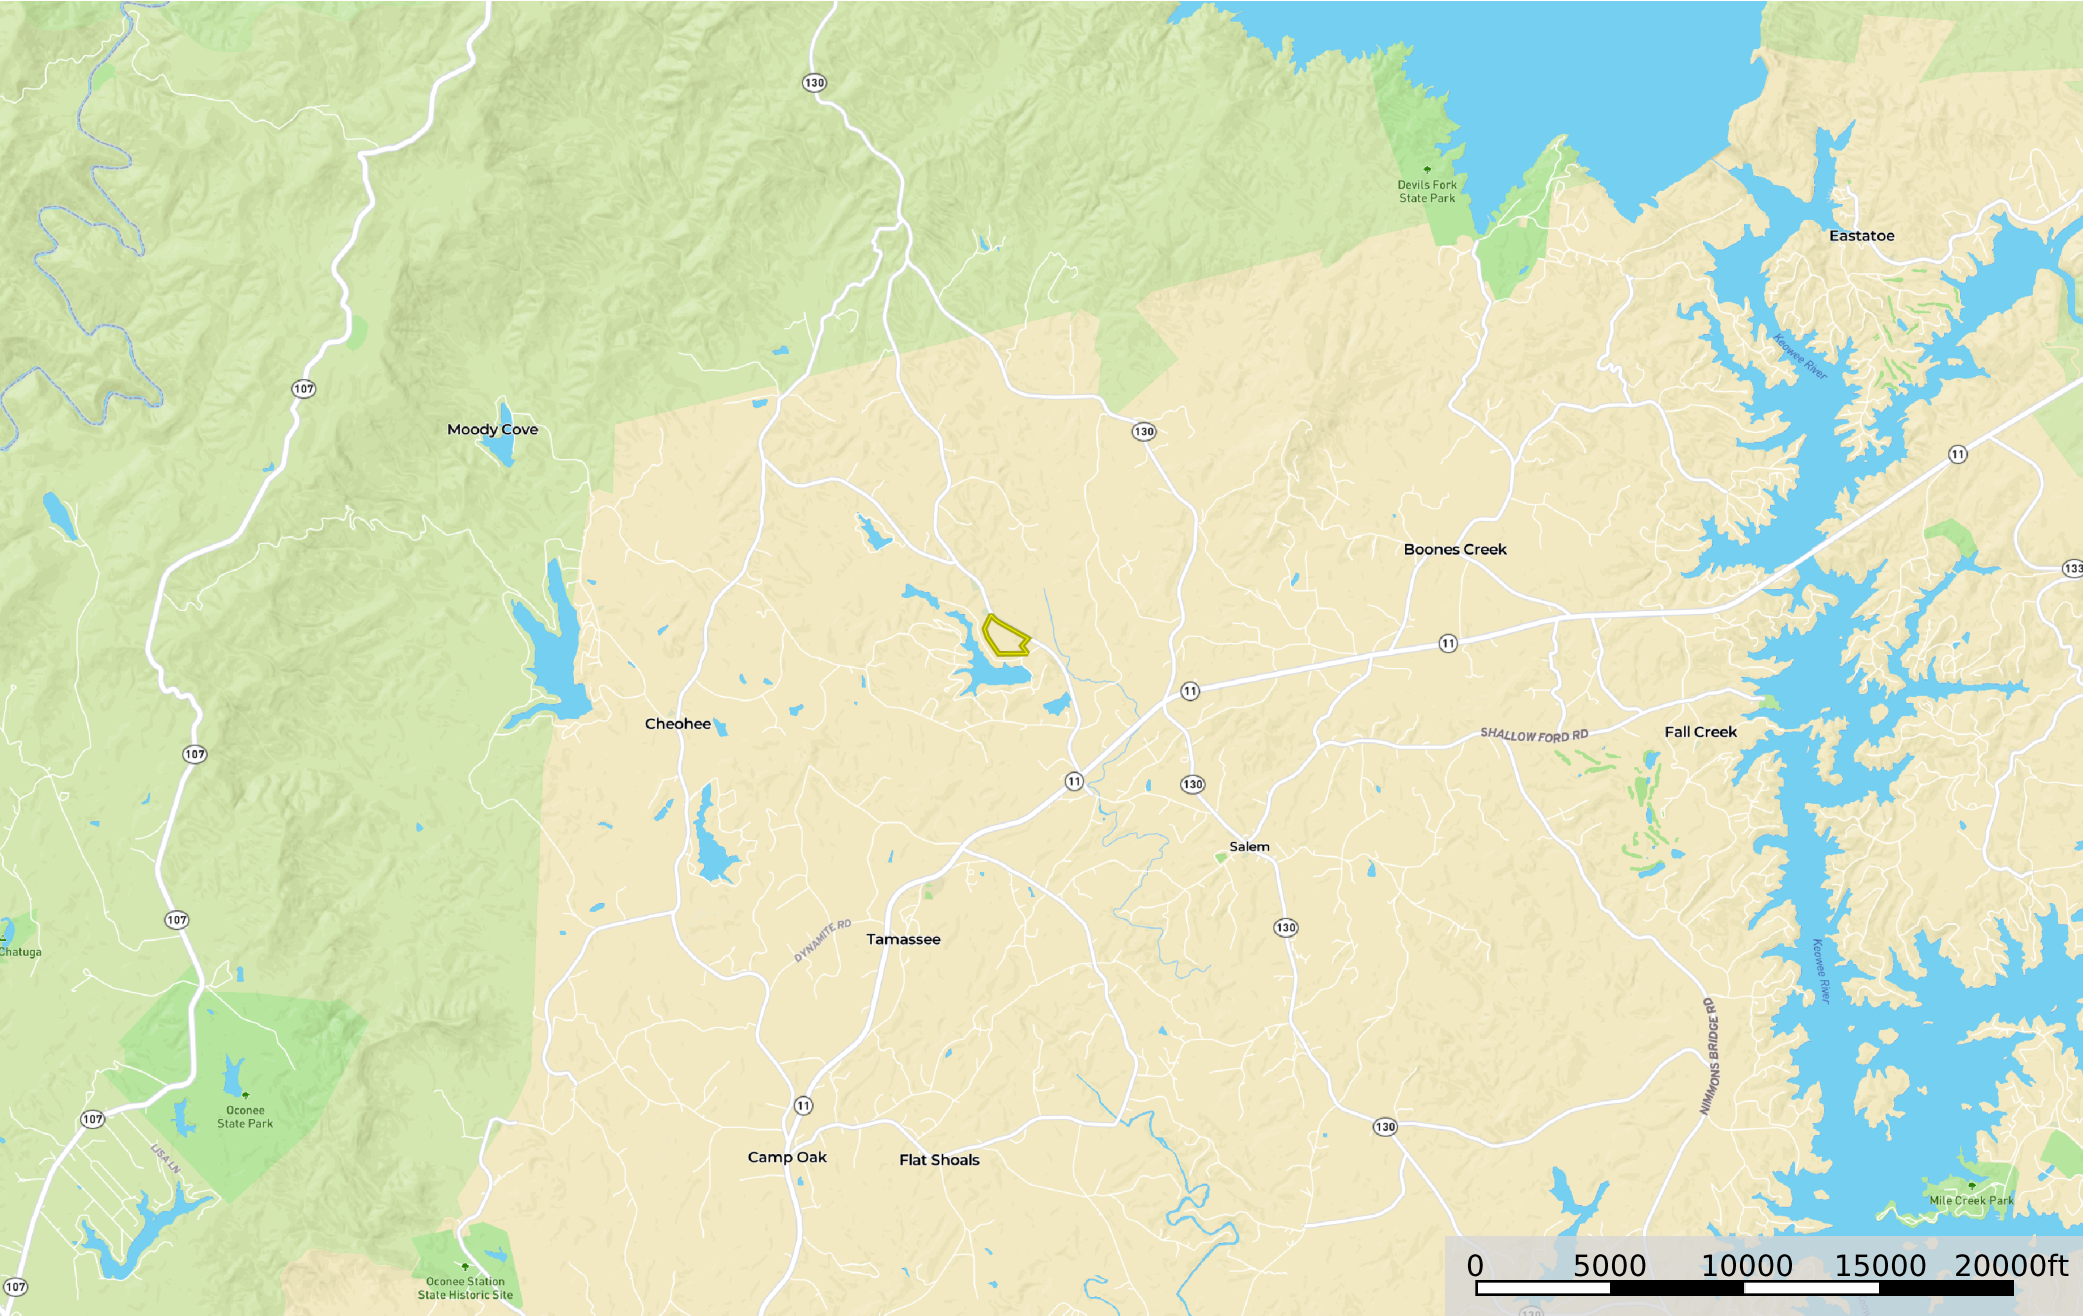 130
Devils Fork
State Park
Eastatoe
Keowee River
107
Moody Cove
130
11
Boones Creek
133
11
11
Cheohee
SHALLOW FORD RD
Fall Creek
107
11
130
Salem
107
DYNAMITE RD
Tamassee
130
Chatuga
Keowee River
NIMMONS BRIDGE RD
Oconee
State Park
107
11
130
LISA LN
Camp Oak
Flat Shoals
Mile Creek Park
107
Oconee Station
State Historic Site
0 5000 10000 15000 20000ft
130